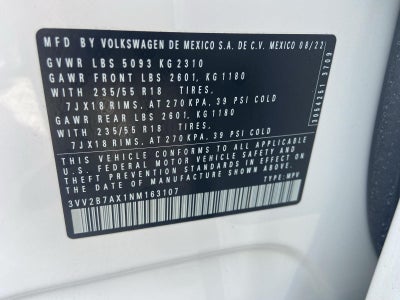 MFD BY VOLKSWAGEN DE MEXICO S.A. DE C.V. MEXICO 08/22
GVWR LBS 5093 KG 2310
GAWR FRONT LBS 2601, KG 1180
WITH 235/55 R18 TIRES,
7JX18 RIMS, AT 270 KPA, 39 PSI COLD
GAWR REAR LBS 2601, KG 1180
WITH 235/55 R18 TIRES,
7JX18 RIMS, AT 270 KPA, 39 PSI COLD
THIS VEHICLE CONFORMS TO ALL APPLICABLE
U.S. FEDERAL MOTOR VEHICLE SAFETY AND
THEFT PREVENTION STANDARDS IN EFFECT ON
THE DATE OF MANUFACTURE SHOWN ABOVE.
3VV2B7AX1NM163107
TYPE: MPV
3054251 3709